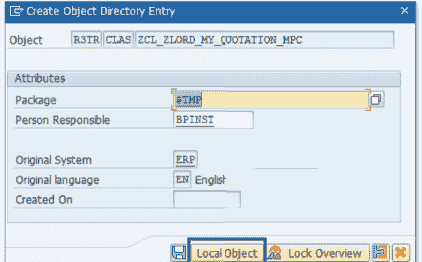 Create Object Directory Entry
Object R3TR CLAS ZCL_ZLORD_MY_QUOTATION_MPC
Attributes
Package $TMP
Person Responsible BPINST
Original System ERP
Original language EN English
Created On
Local Object Lock Overview